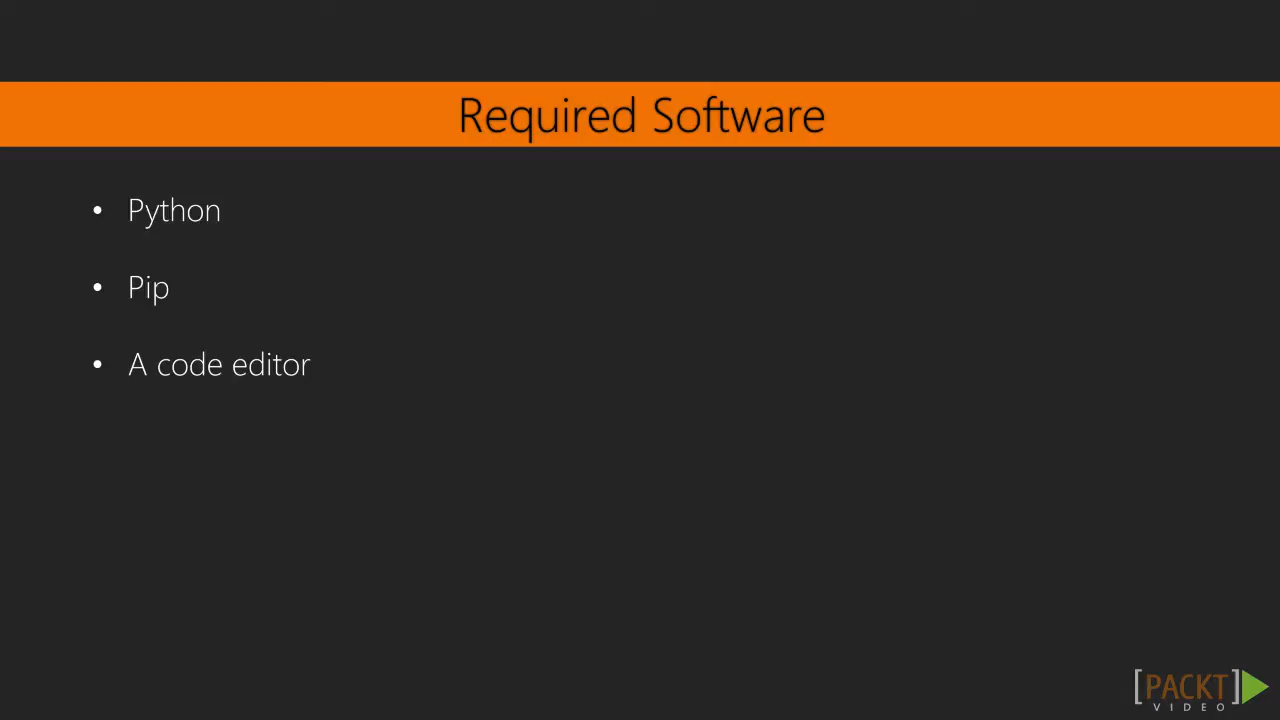 Required Software
• Python
• Pip
• A code editor
[PACKT]
VIDEO